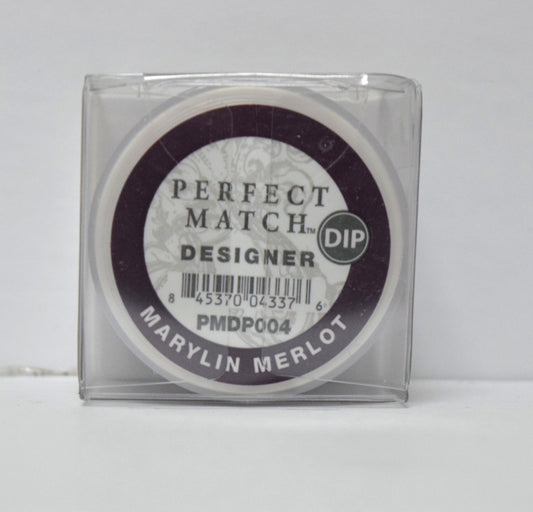 PERFECT
MATCH™
DIP
DESIGNER
8 45370 04337 6
PMDP004
MARYLIN MERLOT